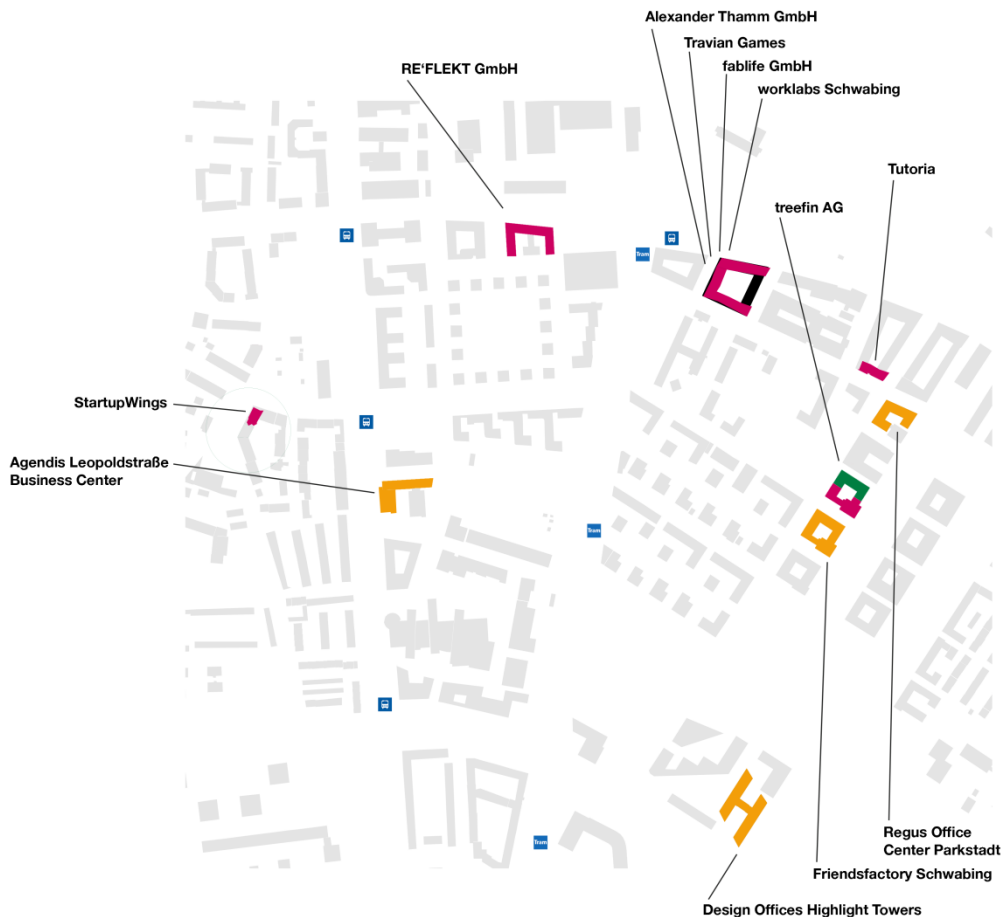 Alexander Thamm GmbH
Travian Games
fablife GmbH
worklabs Schwabing
RE‘FLEKT GmbH
Tutoria
treefin AG
Tram
StartupWings
Agendis Leopoldstraße
Business Center
Tram
Tram
Regus Office
Center Parkstadt
Friendsfactory Schwabing
Design Offices Highlight Towers